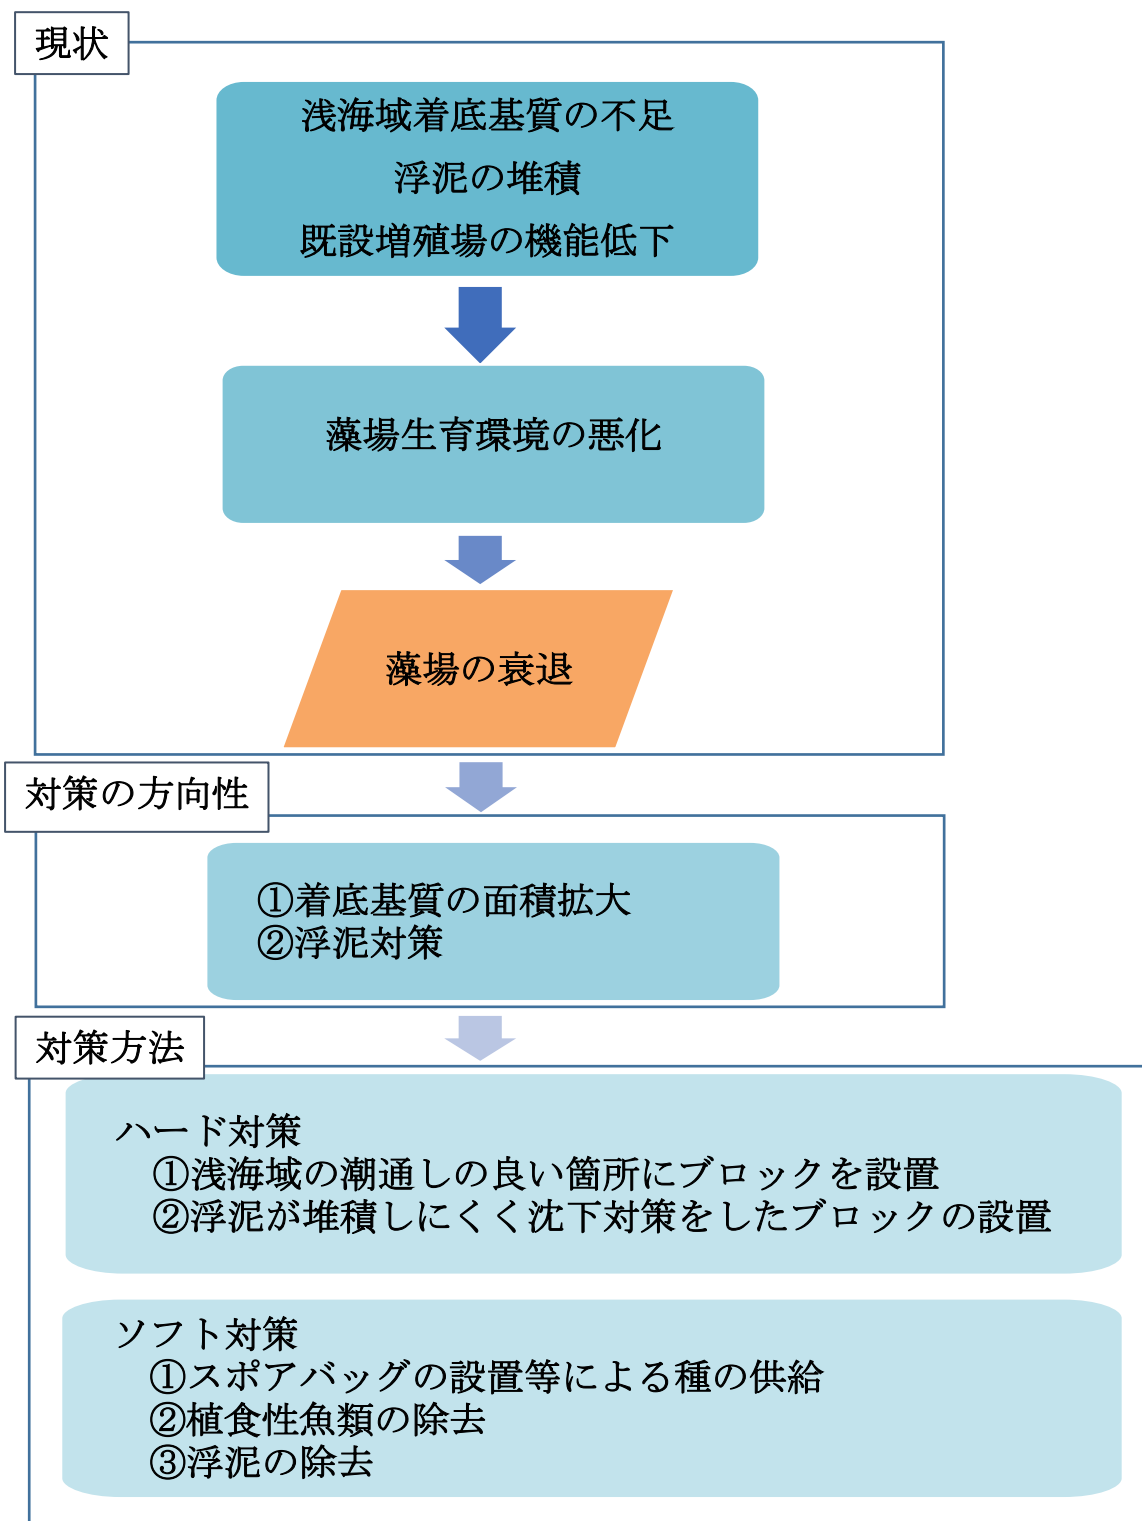 現状
浅海域着底基質の不足
浮泥の堆積
既設増殖場の機能低下
藻場生育環境の悪化
藻場の衰退
対策の方向性
①着底基質の面積拡大
②浮泥対策
対策方法
ハード対策
①浅海域の潮通しの良い箇所にブロックを設置
②浮泥が堆積しにくく沈下対策をしたブロックの設置
ソフト対策
①スポアバッグの設置等による種の供給
②植食性魚類の除去
③浮泥の除去